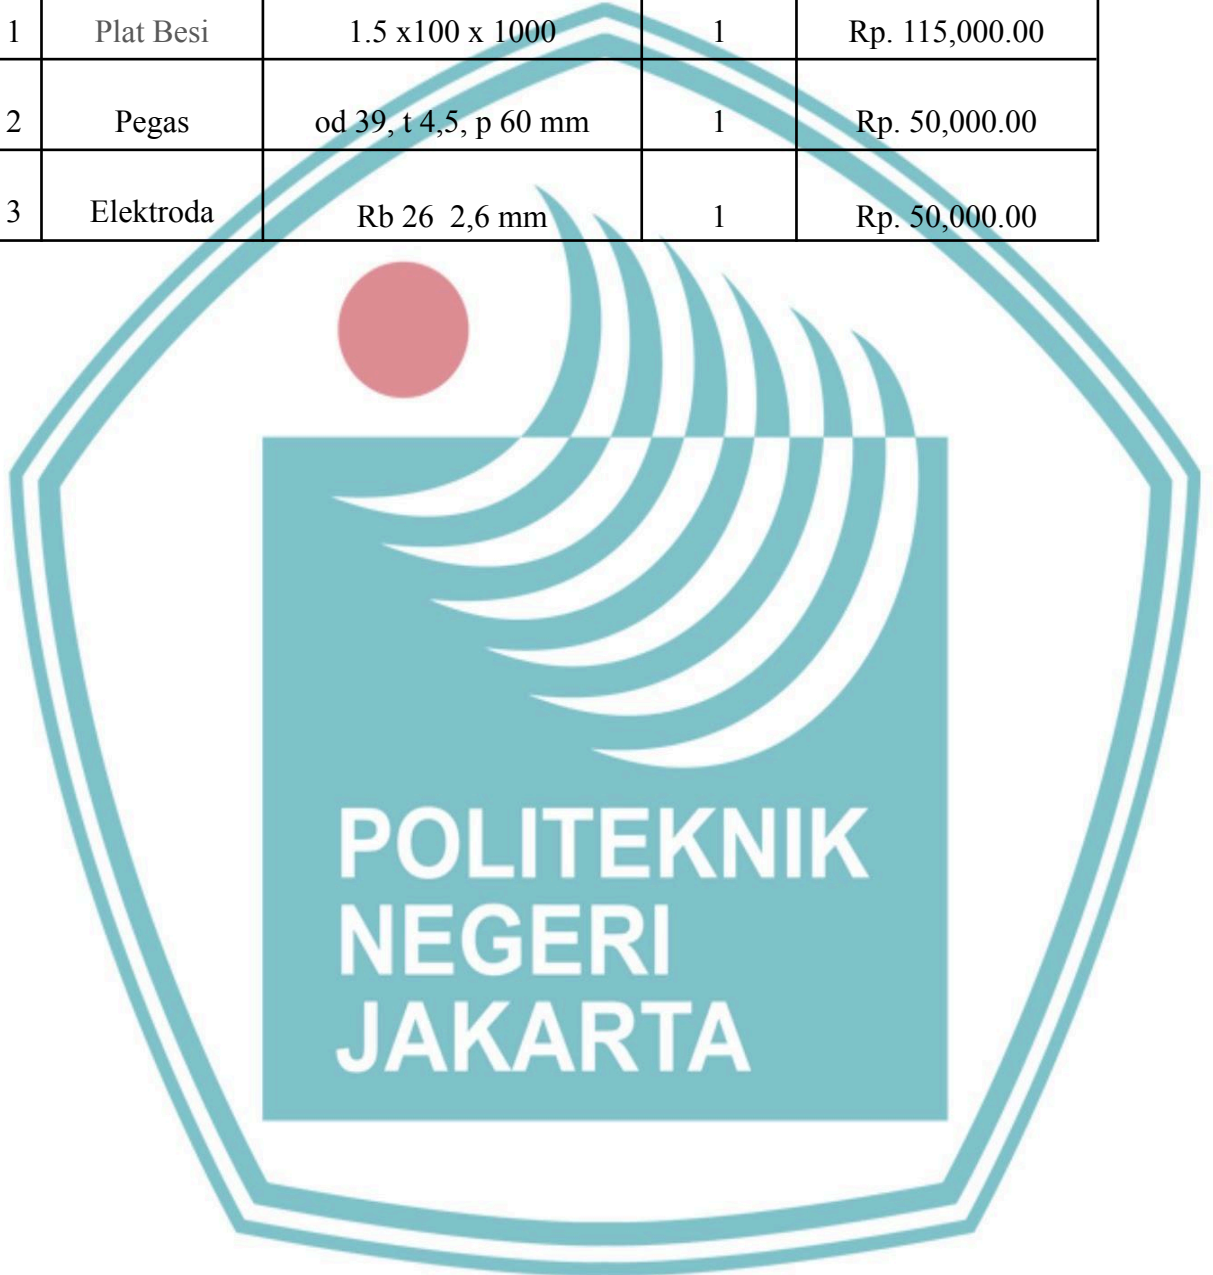 1 Plat Besi 1.5 x100 x 1000 1 Rp. 115,000.00
2 Pegas od 39, t 4,5, p 60 mm 1 Rp. 50,000.00
3 Elektroda Rb 26 2,6 mm 1 Rp. 50,000.00
POLITEKNIK
NEGERI
JAKARTA